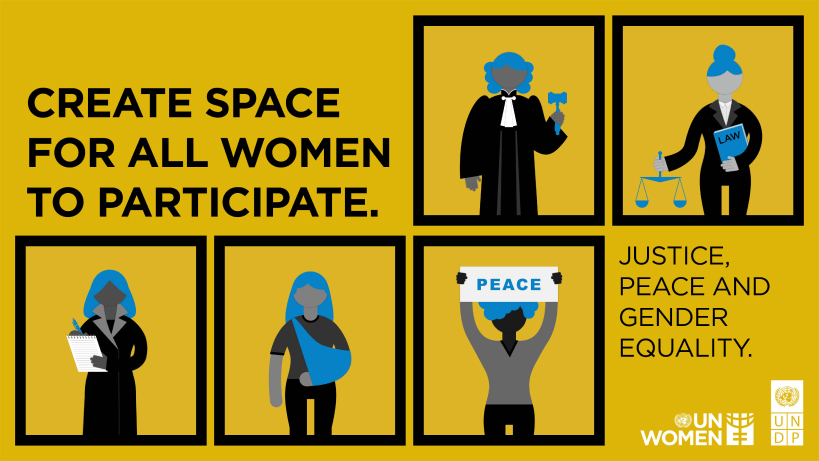 CREATE SPACE
FOR ALL WOMEN
TO PARTICIPATE.
LAW
PEACE
JUSTICE,
PEACE AND
GENDER
EQUALITY.
UN
WOMEN
U N
D P